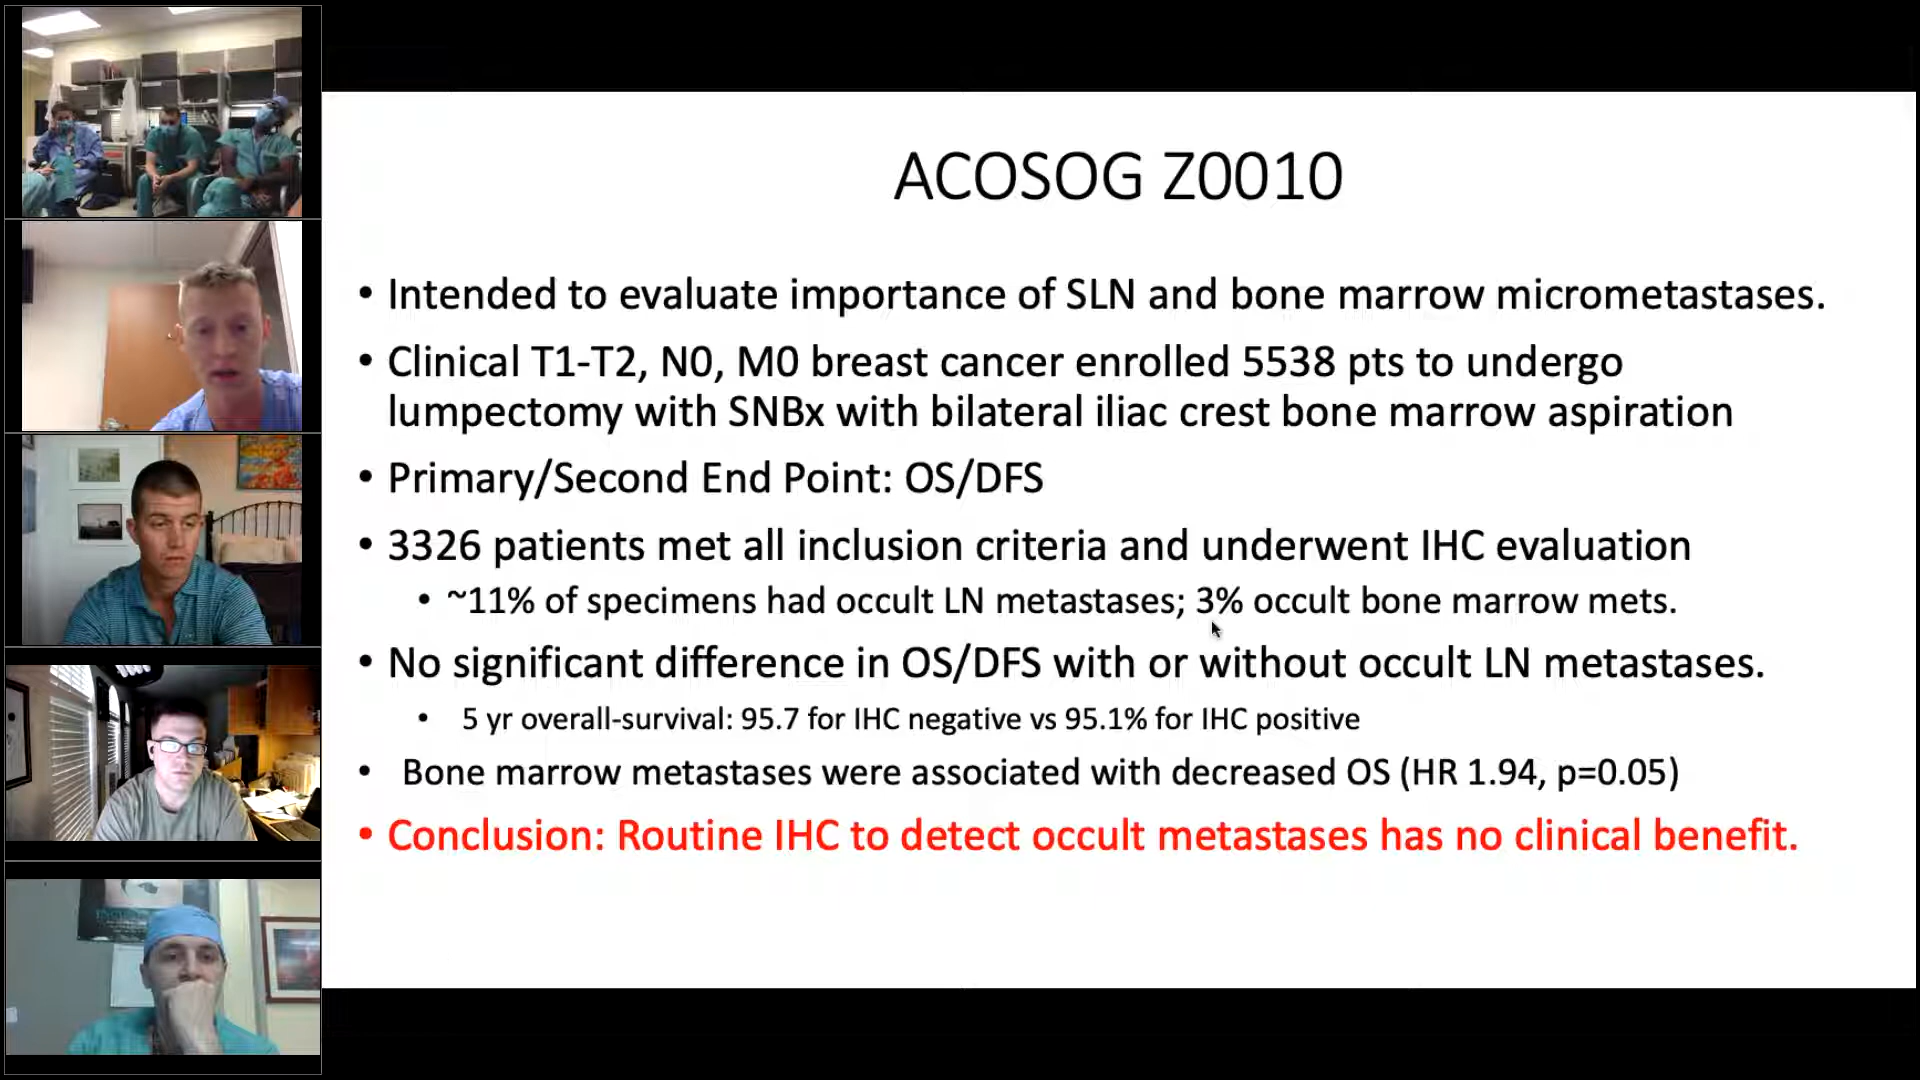 ACOSOG Z0010
• Intended to evaluate importance of SLN and bone marrow micrometastases.
• Clinical T1-T2, N0, M0 breast cancer enrolled 5538 pts to undergo
lumpectomy with SNBx with bilateral iliac crest bone marrow aspiration
• Primary/Second End Point: OS/DFS
• 3326 patients met all inclusion criteria and underwent IHC evaluation
• ~11% of specimens had occult LN metastases; 3% occult bone marrow mets.
• No significant difference in OS/DFS with or without occult LN metastases.
• 5 yr overall-survival: 95.7 for IHC negative vs 95.1% for IHC positive
• Bone marrow metastases were associated with decreased OS (HR 1.94, p=0.05)
• Conclusion: Routine IHC to detect occult metastases has no clinical benefit.